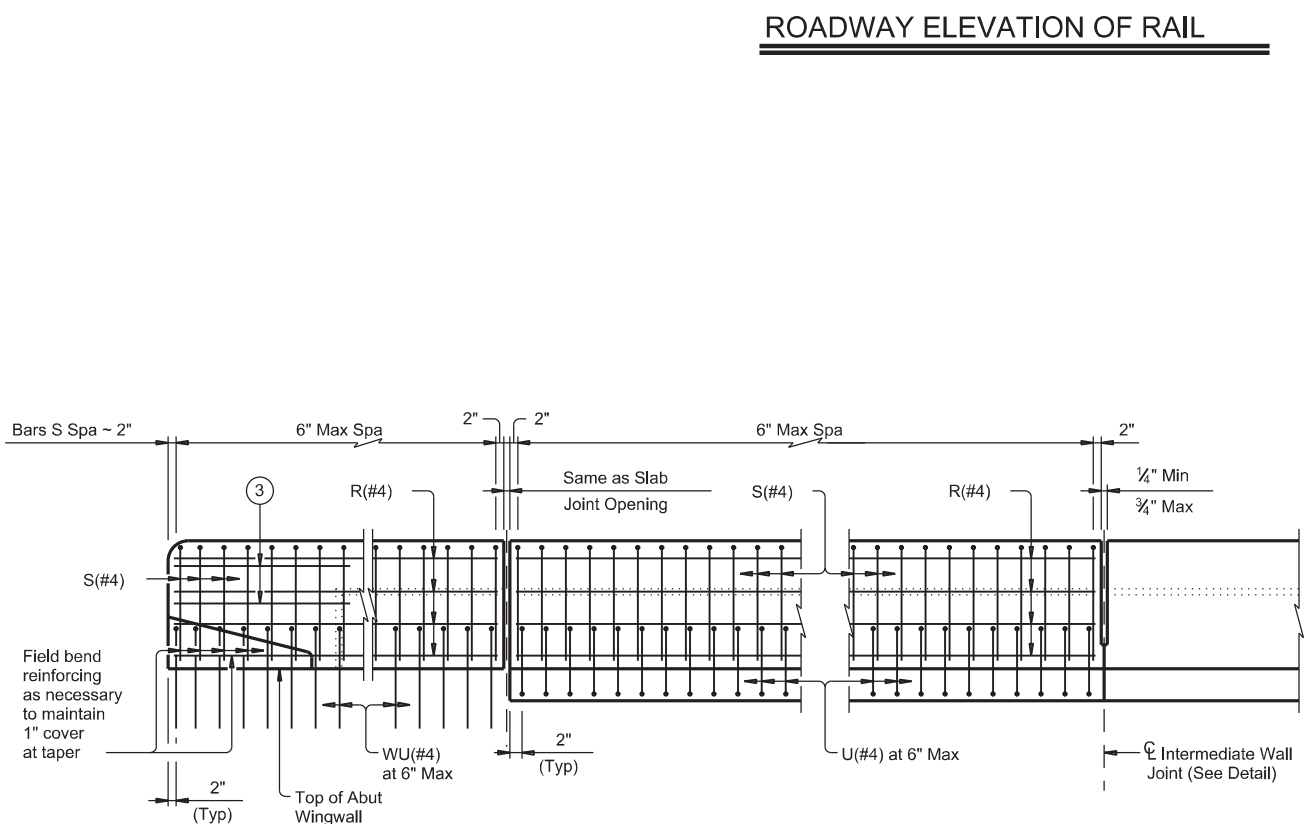 ROADWAY ELEVATION OF RAIL
Bars S Spa ~ 2"
6" Max Spa
2"
2"
6" Max Spa
2"
3
R(#4)
Same as Slab
Joint Opening
S(#4)
R(#4)
¼" Min
¾" Max
S(#4)
Field bend
reinforcing
as necessary
to maintain
1" cover
at taper
WU(#4)
at 6" Max
2"
(Typ)
U(#4) at 6" Max
℄ Intermediate Wall
Joint (See Detail)
2"
(Typ)
Top of Abut
Wingwall